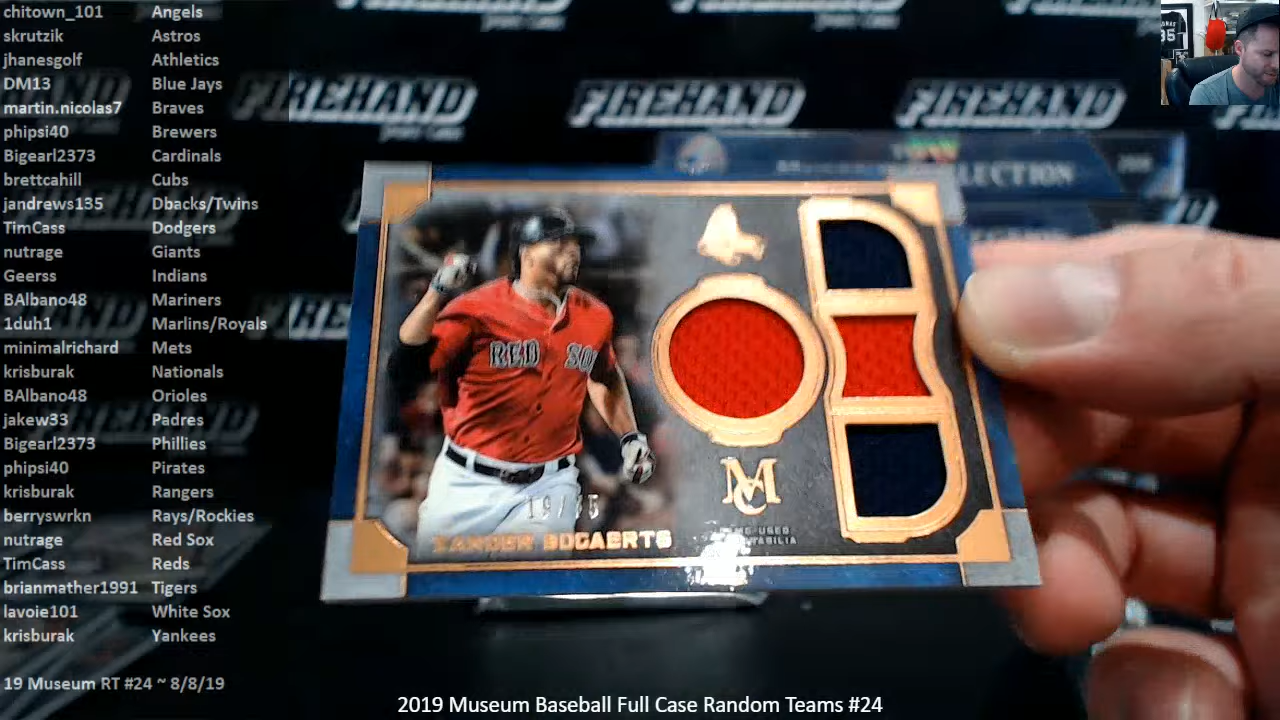 chitown_101 Angels
skrutzik Astros
jhanesgolf Athletics
DM13 Blue Jays
martin.nicolas7 Braves
phipsi40 Brewers
Bigearl2373 Cardinals
brettcahill Cubs
jandrews135 Dbacks/Twins
TimCass Dodgers
nutrage Giants
Geerss Indians
BAlbano48 Mariners
1duh1 Marlins/Royals
minimalrichard Mets
krisburak Nationals
BAlbano48 Orioles
jakew33 Padres
Bigearl2373 Phillies
phipsi40 Pirates
krisburak Rangers
berryswrkn Rays/Rockies
nutrage Red Sox
TimCass Reds
brianmather1991 Tigers
lavoie101 White Sox
krisburak Yankees
19 Museum RT #24 ~ 8/8/19
FIREHAND FIREHAND FIREHAND
RED SO
MC
XANDER BOGAERTS
2019 Museum Baseball Full Case Random Teams #24